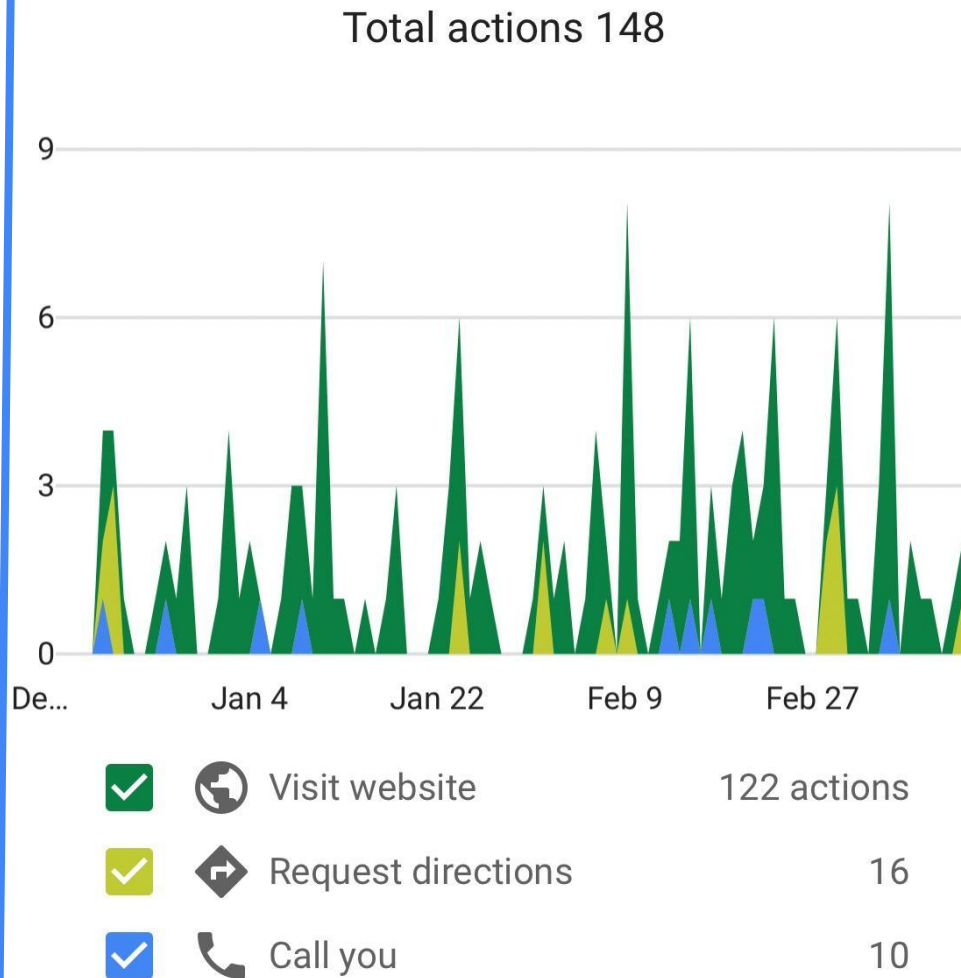 Total actions 148
9
6
3
0
De... Jan 4 Jan 22 Feb 9 Feb 27
Visit website 122 actions
Request directions 16
Call you 10